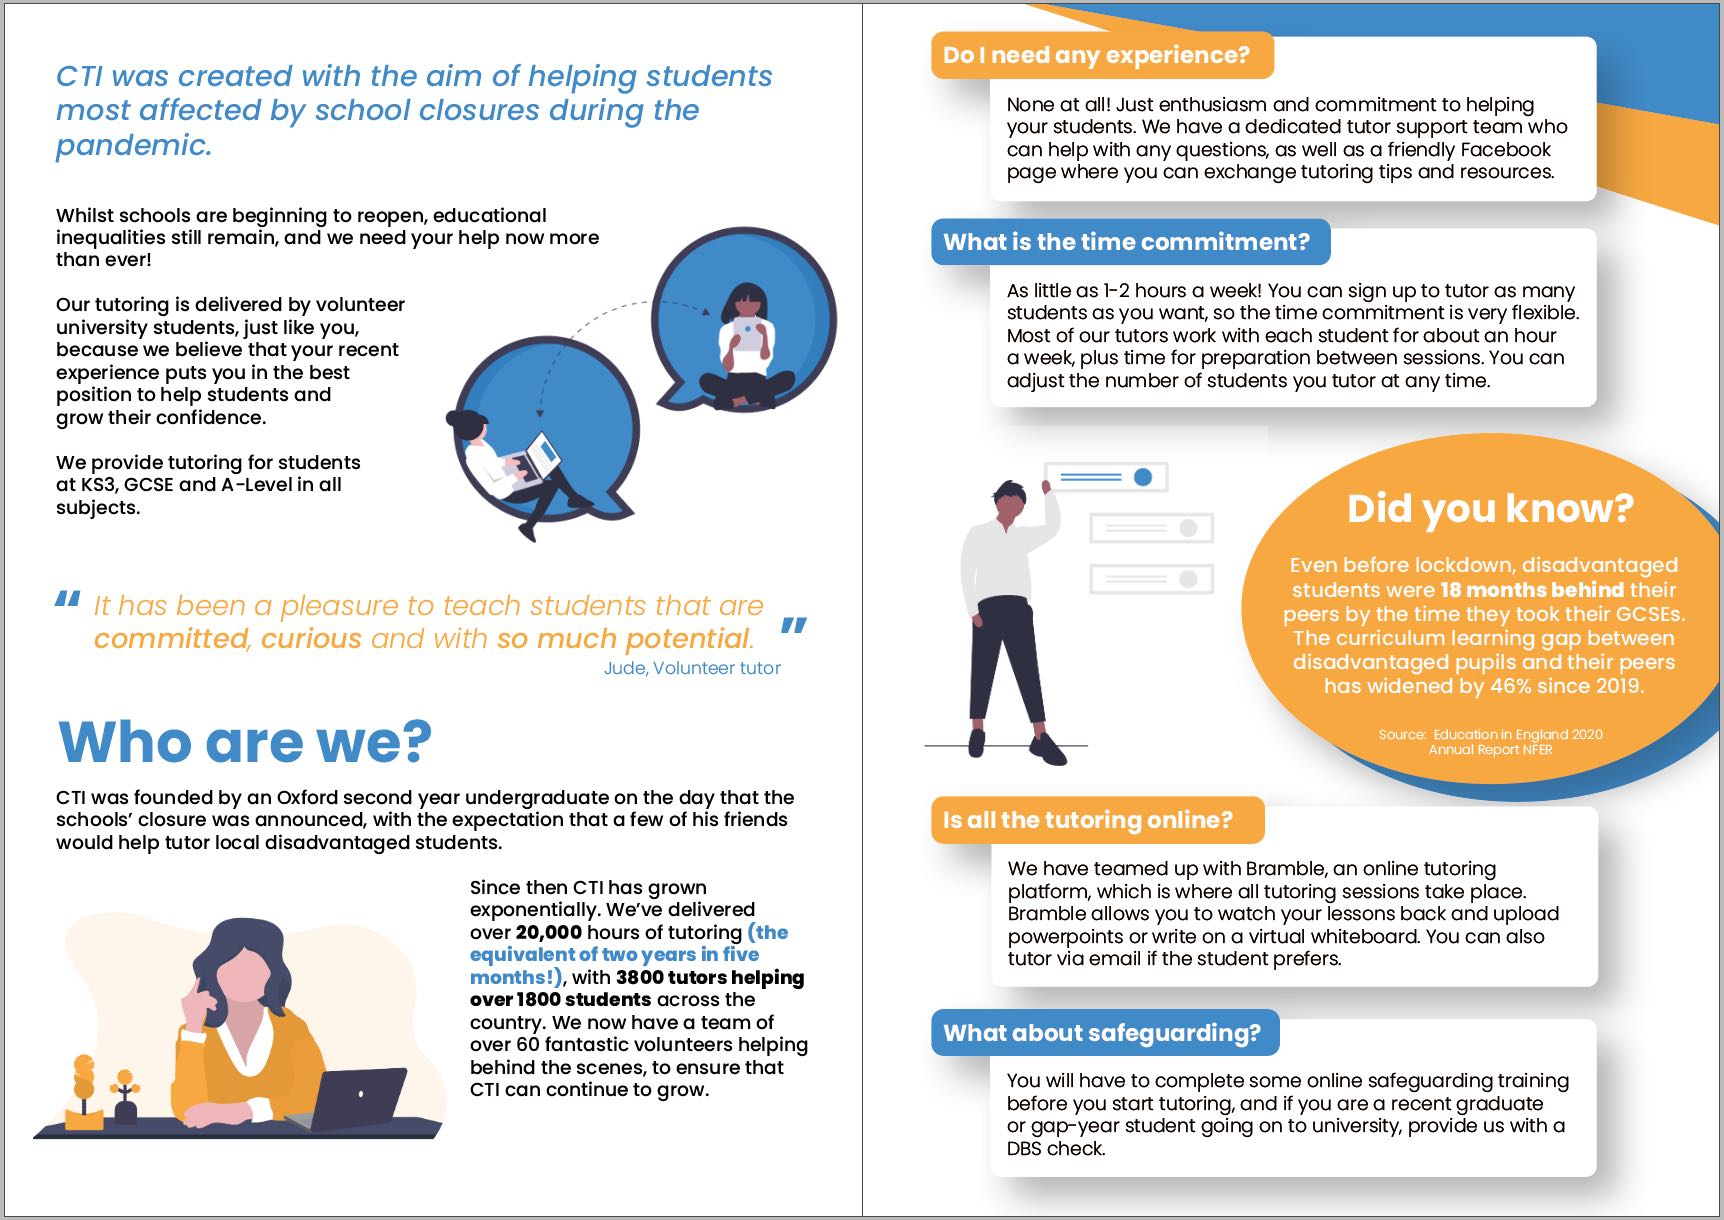 CTI was created with the aim of helping students
most affected by school closures during the
pandemic.
Whilst schools are beginning to reopen, educational
inequalities still remain, and we need your help now more
than ever!
Our tutoring is delivered by volunteer
university students, just like you,
because we believe that your recent
experience puts you in the best
position to help students and
grow their confidence.
We provide tutoring for students
at KS3, GCSE and A-Level in all
subjects.
“ It has been a pleasure to teach students that are
committed, curious and with so much potential. ”
Jude, Volunteer tutor
Who are we?
CTI was founded by an Oxford second year undergraduate on the day that the
schools’ closure was announced, with the expectation that a few of his friends
would help tutor local disadvantaged students.
Since then CTI has grown
exponentially. We’ve delivered
over 20,000 hours of tutoring (the
equivalent of two years in five
months!), with 3800 tutors helping
over 1800 students across the
country. We now have a team of
over 60 fantastic volunteers helping
behind the scenes, to ensure that
CTI can continue to grow.
Do I need any experience?
None at all! Just enthusiasm and commitment to helping
your students. We have a dedicated tutor support team who
can help with any questions, as well as a friendly Facebook
page where you can exchange tutoring tips and resources.
What is the time commitment?
As little as 1-2 hours a week! You can sign up to tutor as many
students as you want, so the time commitment is very flexible.
Most of our tutors work with each student for about an hour
a week, plus time for preparation between sessions. You can
adjust the number of students you tutor at any time.
Did you know?
Even before lockdown, disadvantaged
students were 18 months behind their
peers by the time they took their GCSEs.
The curriculum learning gap between
disadvantaged pupils and their peers
has widened by 46% since 2019.
Source: Education in England 2020
Annual Report NFER
Is all the tutoring online?
We have teamed up with Bramble, an online tutoring
platform, which is where all tutoring sessions take place.
Bramble allows you to watch your lessons back and upload
powerpoints or write on a virtual whiteboard. You can also
tutor via email if the student prefers.
What about safeguarding?
You will have to complete some online safeguarding training
before you start tutoring, and if you are a recent graduate
or gap-year student going on to university, provide us with a
DBS check.